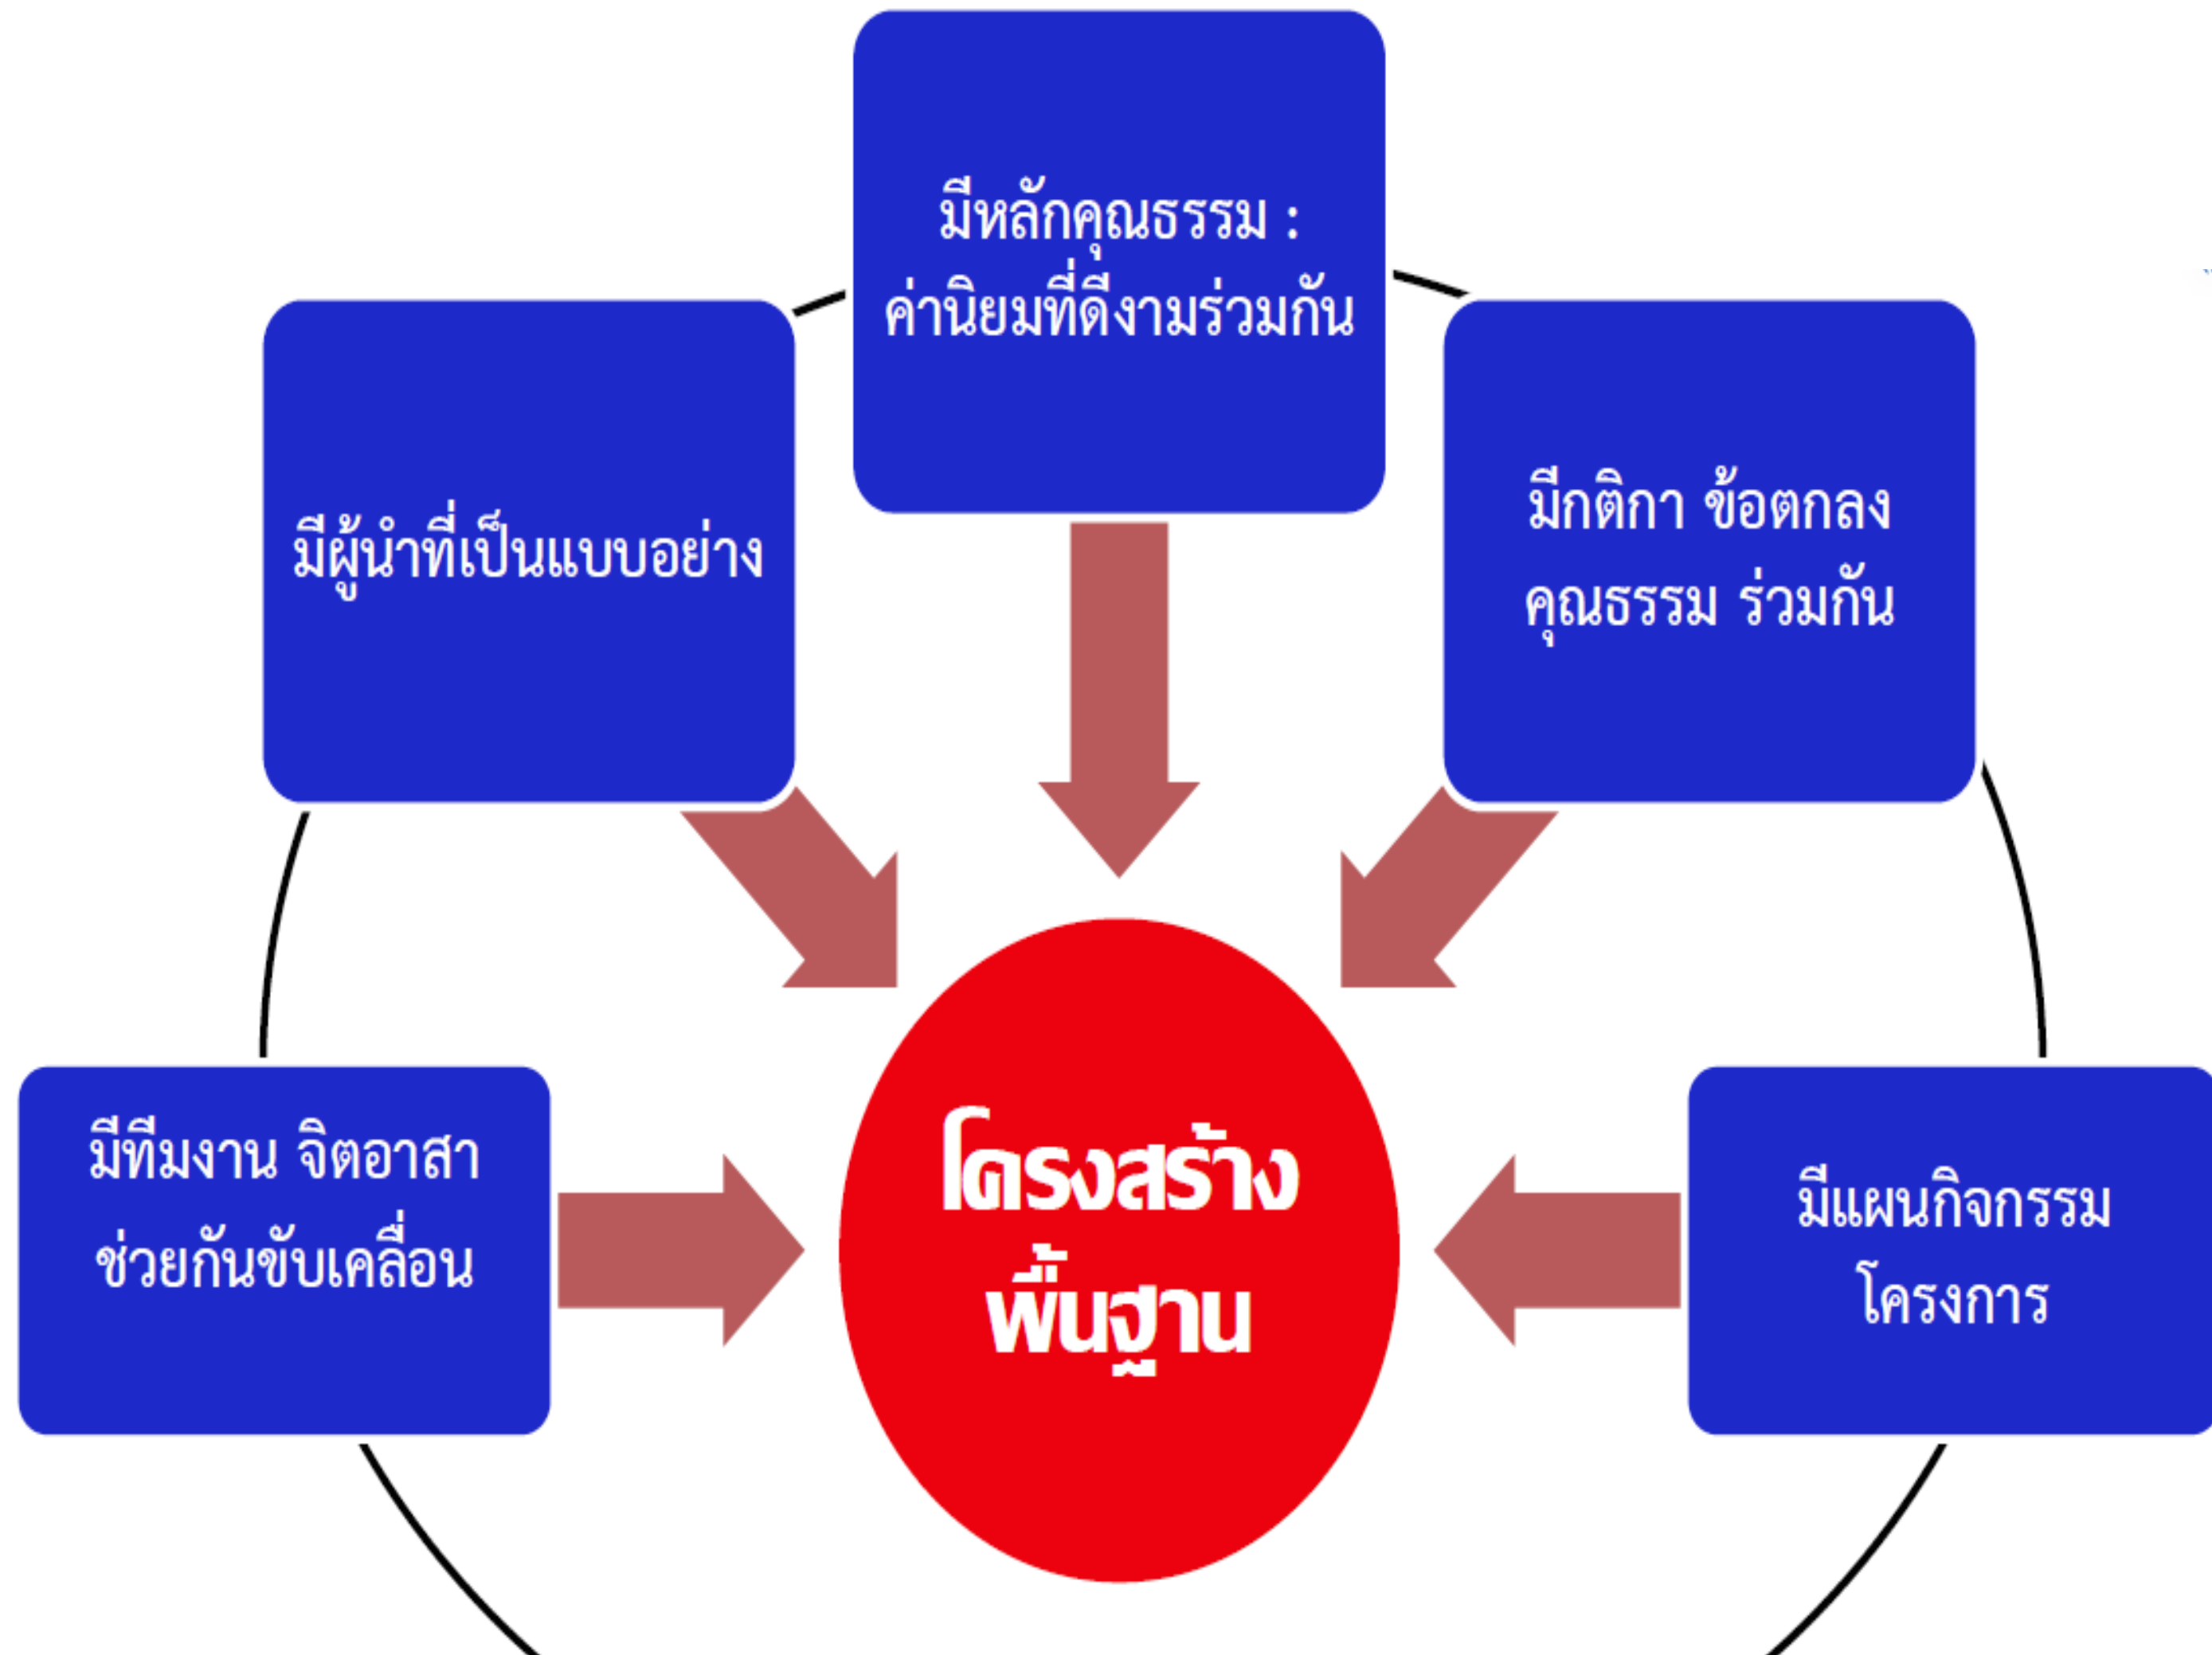 มีหลักคุณธรรม :
ค่านิยมที่ดีงามร่วมกัน
มีผู้นำที่เป็นแบบอย่าง
มีกติกา ข้อตกลง
คุณธรรม ร่วมกัน
มีทีมงาน จิตอาสา
ช่วยกันขับเคลื่อน
โครงสร้าง
พื้นฐาน
มีแผนกิจกรรม
โครงการ